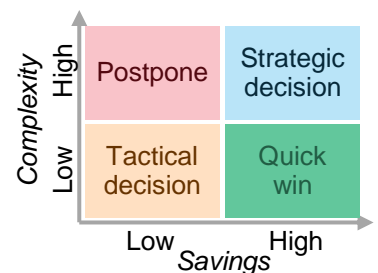 Complexity
High
Low
Postpone
Strategic
decision
Tactical
decision
Quick
win
Low
High
Savings